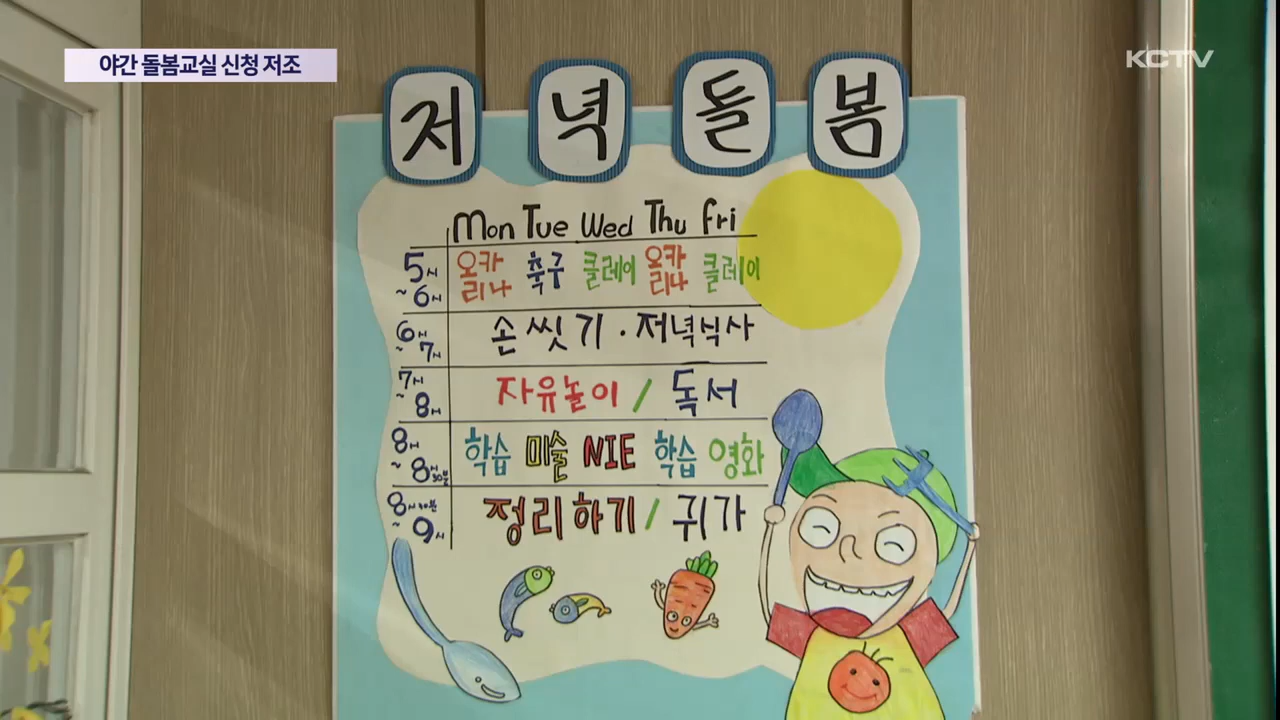 야간 돌봄교실 신청 저조
KCTV
저녁돌봄
Mon Tue Wed Thu fri
5시~6시 오카리나 축구 클레이 오카리나 클레이
6시~7시 손씻기·저녁식사
7시~8시 자유놀이 / 독서
8시~8시30분 학습 미술 NIE 학습 영화
8시30분~9시 정리하기 / 귀가